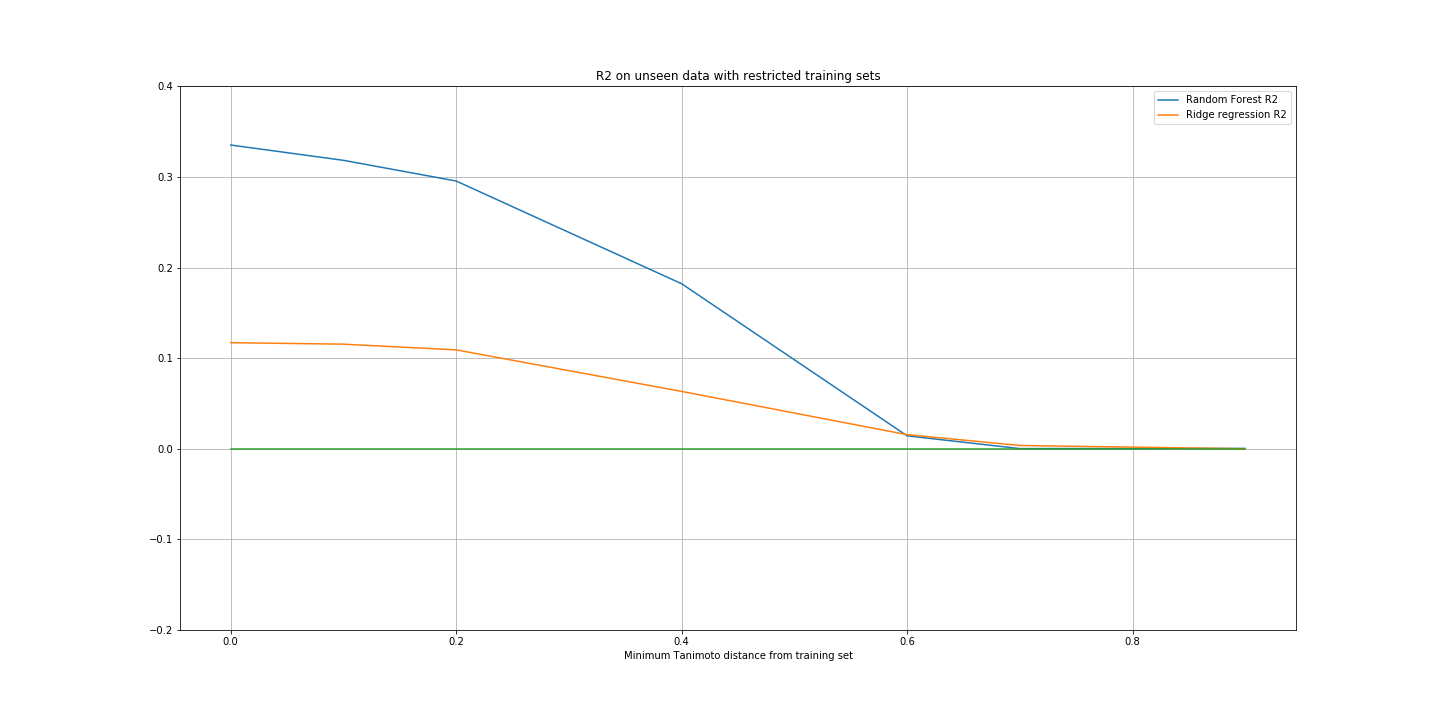 R2 on unseen data with restricted training sets
0.4
0.3
0.2
0.1
0.0
−0.1
−0.2
Random Forest R2
Ridge regression R2
0.0 0.2 0.4 0.6 0.8
Minimum Tanimoto distance from training set